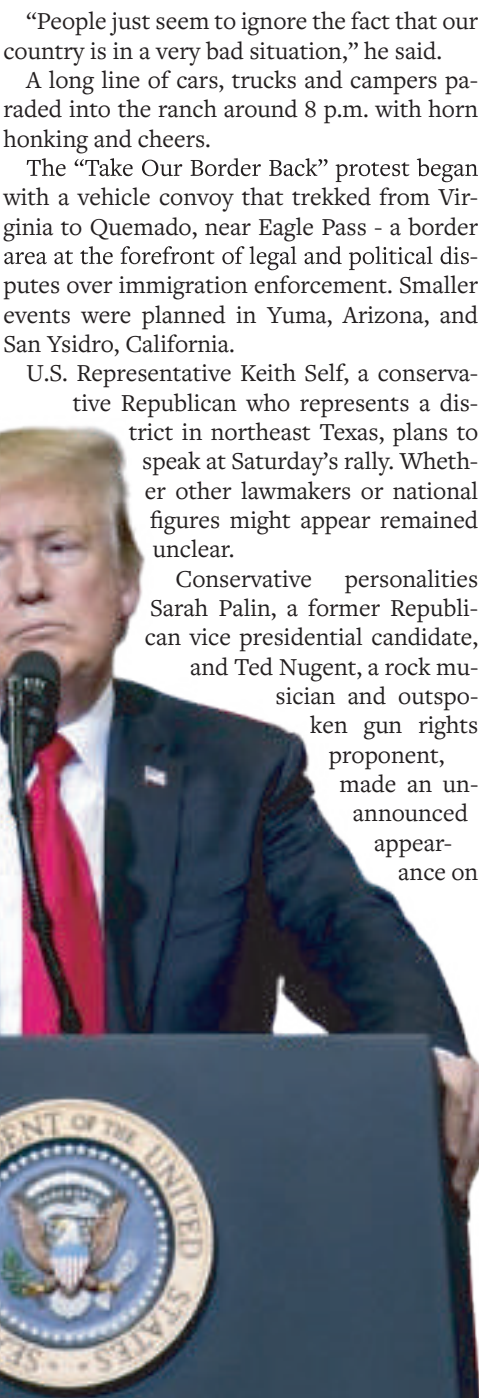 “People just seem to ignore the fact that our
country is in a very bad situation,” he said.
A long line of cars, trucks and campers pa-
raded into the ranch around 8 p.m. with horn
honking and cheers.
The “Take Our Border Back” protest began
with a vehicle convoy that trekked from Vir-
ginia to Quemado, near Eagle Pass - a border
area at the forefront of legal and political dis-
putes over immigration enforcement. Smaller
events were planned in Yuma, Arizona, and
San Ysidro, California.
U.S. Representative Keith Self, a conserva-
tive Republican who represents a dis-
trict in northeast Texas, plans to
speak at Saturday’s rally. Wheth-
er other lawmakers or national
figures might appear remained
unclear.
Conservative personalities
Sarah Palin, a former Republi-
can vice presidential candidate,
and Ted Nugent, a rock mu-
sician and outspo-
ken gun rights
proponent,
made an un-
announced
appear-
ance on
DENT OF THE UNITED STATES
SEA